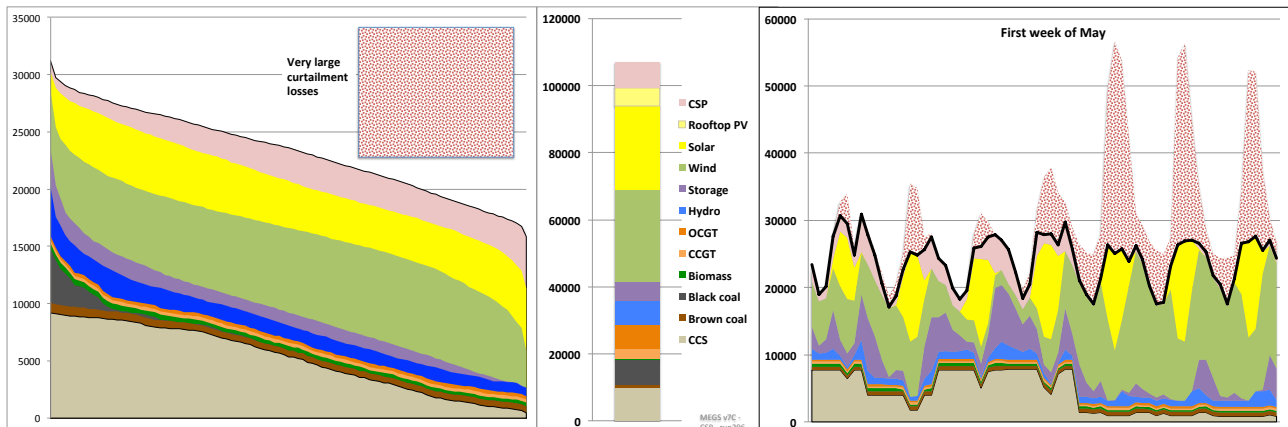 35000
30000
25000
20000
15000
10000
5000
0
Very large
curtailment
losses
120000
100000
80000
60000
40000
20000
0
CSP
Rooftop PV
Solar
Wind
Storage
Hydro
OCGT
CCGT
Biomass
Black coal
Brown coal
CCS
MEGS v7C -
60000
50000
40000
30000
20000
10000
0
First week of May